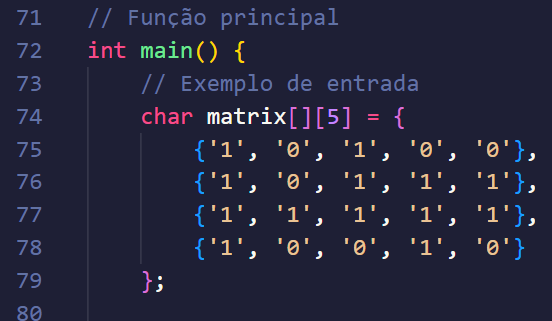 71 // Função principal
72 int main() {
73     // Exemplo de entrada
74     char matrix[][5] = {
75         {'1', '0', '1', '0', '0'},
76         {'1', '0', '1', '1', '1'},
77         {'1', '1', '1', '1', '1'},
78         {'1', '0', '0', '1', '0'}
79     };
80